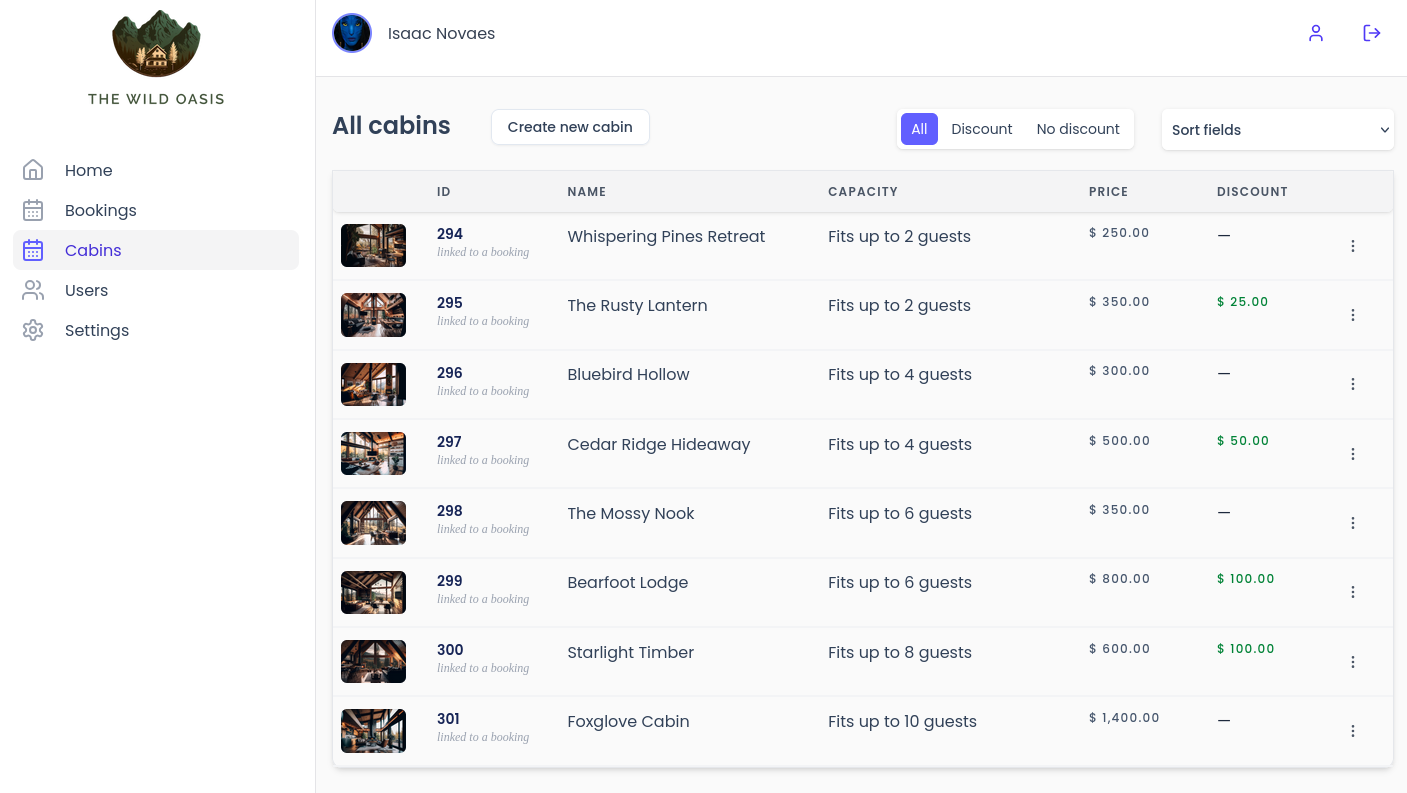 THE WILD OASIS
Home
Bookings
Cabins
Users
Settings
Isaac Novaes
All cabins
Create new cabin
All Discount No discount
Sort fields
ID NAME CAPACITY PRICE DISCOUNT
294 Whispering Pines Retreat Fits up to 2 guests $ 250.00 —
linked to a booking
295 The Rusty Lantern Fits up to 2 guests $ 350.00 $ 25.00
linked to a booking
296 Bluebird Hollow Fits up to 4 guests $ 300.00 —
linked to a booking
297 Cedar Ridge Hideaway Fits up to 4 guests $ 500.00 $ 50.00
linked to a booking
298 The Mossy Nook Fits up to 6 guests $ 350.00 —
linked to a booking
299 Bearfoot Lodge Fits up to 6 guests $ 800.00 $ 100.00
linked to a booking
300 Starlight Timber Fits up to 8 guests $ 600.00 $ 100.00
linked to a booking
301 Foxglove Cabin Fits up to 10 guests $ 1,400.00 —
linked to a booking